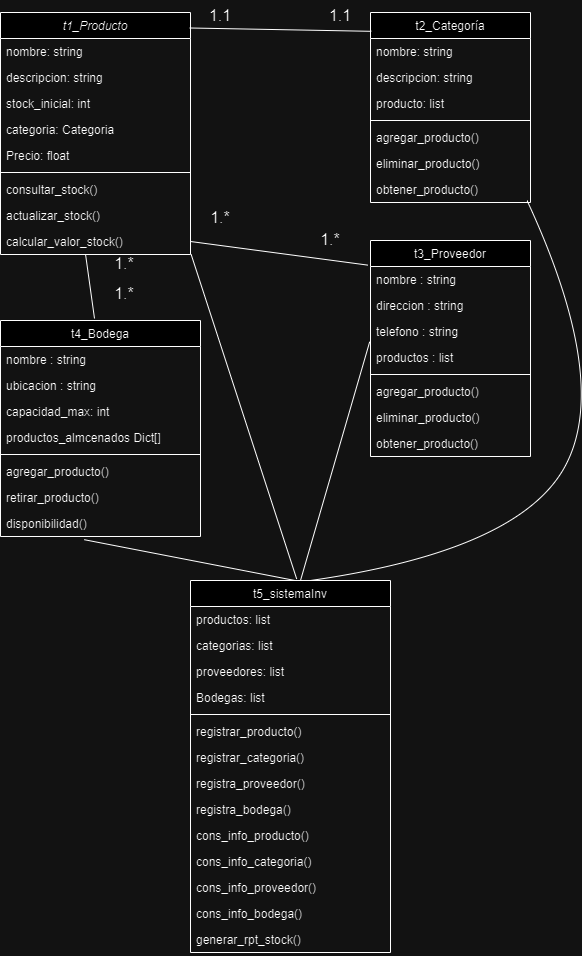 t1_Producto
nombre: string
descripcion: string
stock_inicial: int
categoria: Categoria
Precio: float
consultar_stock()
actualizar_stock()
calcular_valor_stock()
1.1
1.1
t2_Categoría
nombre: string
descripcion: string
producto: list
agregar_producto()
eliminar_producto()
obtener_producto()
1.*
1.*
t3_Proveedor
nombre : string
direccion : string
telefono : string
productos : list
agregar_producto()
eliminar_producto()
obtener_producto()
1.*
1.*
t4_Bodega
nombre : string
ubicacion : string
capacidad_max: int
productos_almcenados Dict[]
agregar_producto()
retirar_producto()
disponibilidad()
t5_sistemaInv
productos: list
categorias: list
proveedores: list
Bodegas: list
registrar_producto()
registrar_categoria()
registra_proveedor()
registra_bodega()
cons_info_producto()
cons_info_categoria()
cons_info_proveedor()
cons_info_bodega()
generar_rpt_stock()